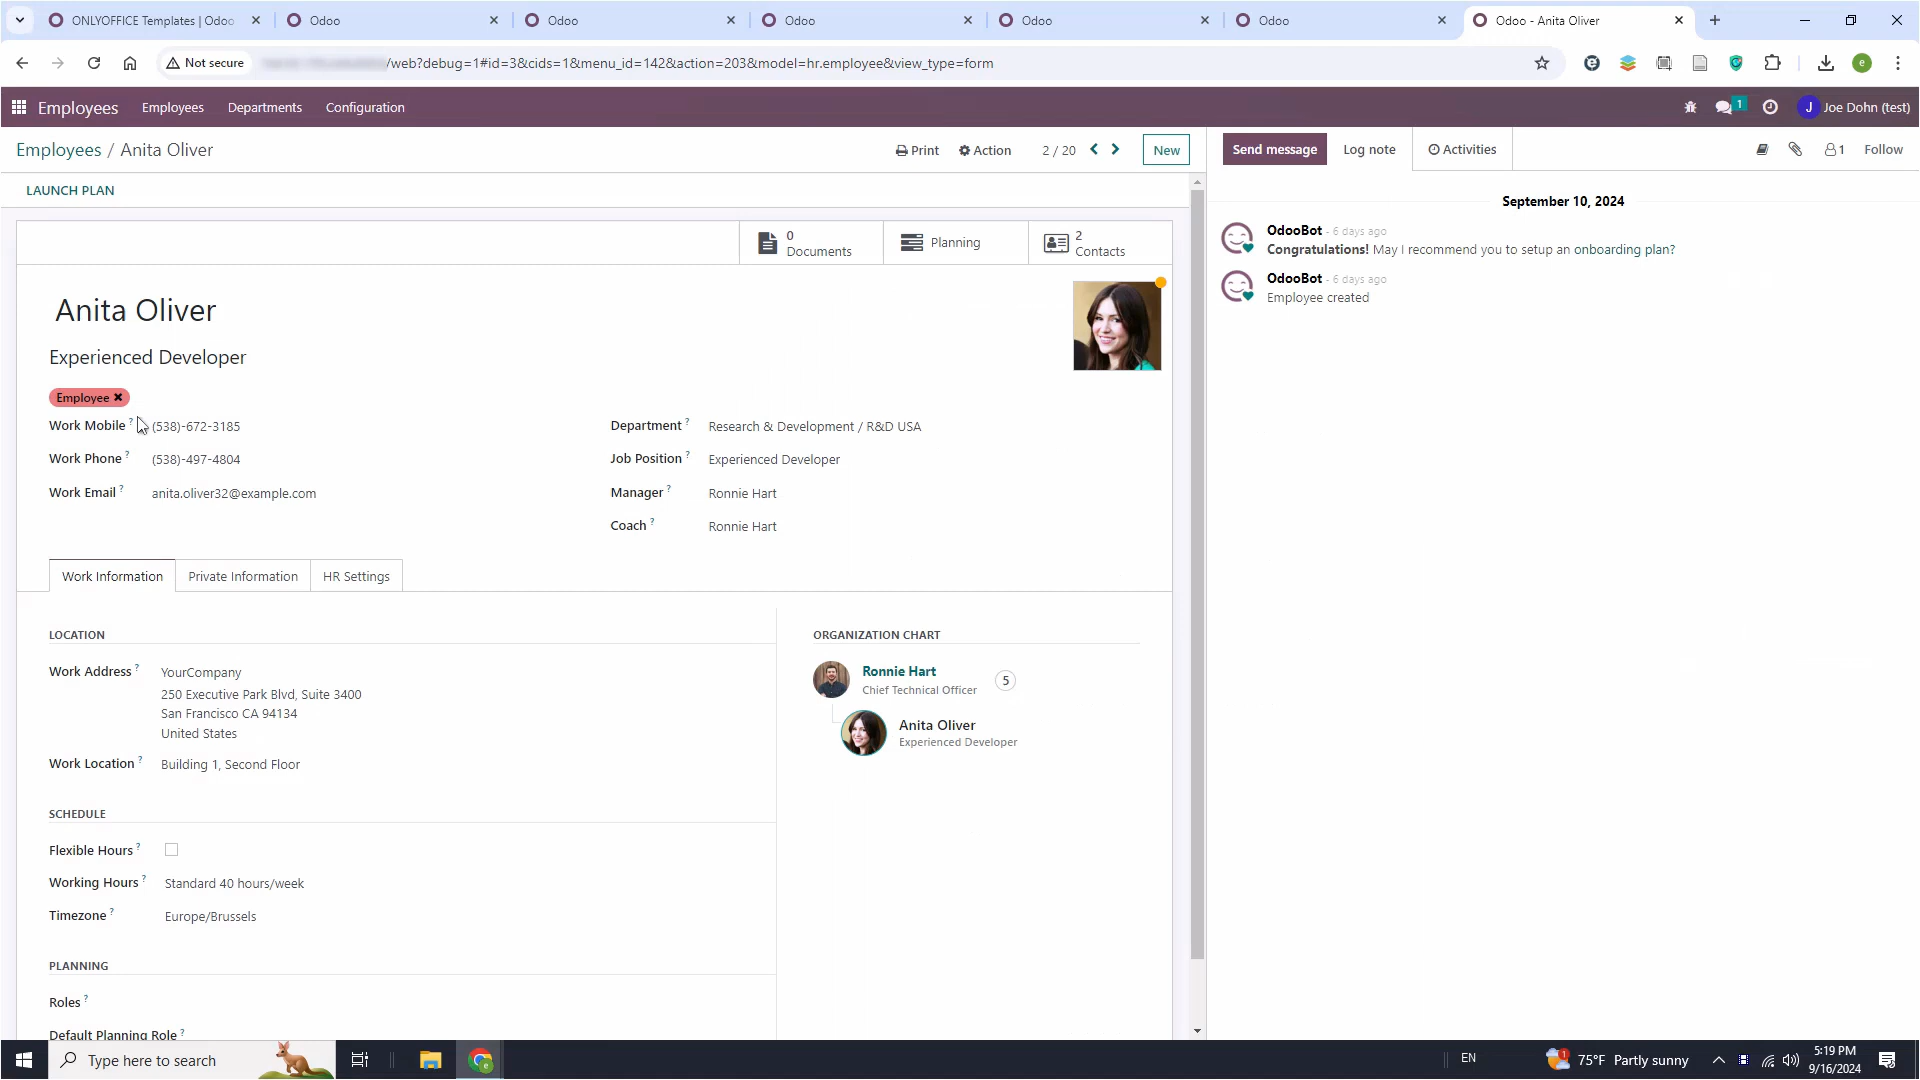 ONLYOFFICE Templates | Odoo
Odoo
Odoo
Odoo
Odoo
Odoo
Odoo - Anita Oliver
Not secure
/web?debug=1#id=3&cids=1&menu_id=142&action=203&model=hr.employee&view_type=form
e
Employees Employees Departments Configuration
1
J Joe Dohn (test)
Employees / Anita Oliver
Print Action 2 / 20 New
Send message Log note Activities 1 Follow
LAUNCH PLAN
0 Documents
Planning
2 Contacts
September 10, 2024
OdooBot - 6 days ago
Congratulations! May I recommend you to setup an onboarding plan?
OdooBot - 6 days ago
Employee created
Anita Oliver
Experienced Developer
Employee
Work Mobile ? (538)-672-3185
Work Phone ? (538)-497-4804
Work Email ? anita.oliver32@example.com
Department ? Research & Development / R&D USA
Job Position ? Experienced Developer
Manager ? Ronnie Hart
Coach ? Ronnie Hart
Work Information Private Information HR Settings
LOCATION
Work Address ? YourCompany
250 Executive Park Blvd, Suite 3400
San Francisco CA 94134
United States
Work Location ? Building 1, Second Floor
SCHEDULE
Flexible Hours ?
Working Hours ? Standard 40 hours/week
Timezone ? Europe/Brussels
PLANNING
Roles ?
Default Planning Role ?
ORGANIZATION CHART
Ronnie Hart
Chief Technical Officer
5
Anita Oliver
Experienced Developer
Type here to search
EN
1
75°F Partly sunny
5:19 PM
9/16/2024